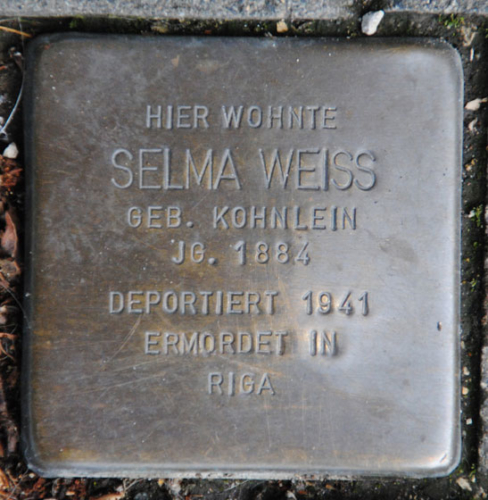 HIER WOHNTE
SELMA WEISS
GEB. KOHNLEIN
JG. 1884
DEPORTIERT 1941
ERMORDET IN
RIGA